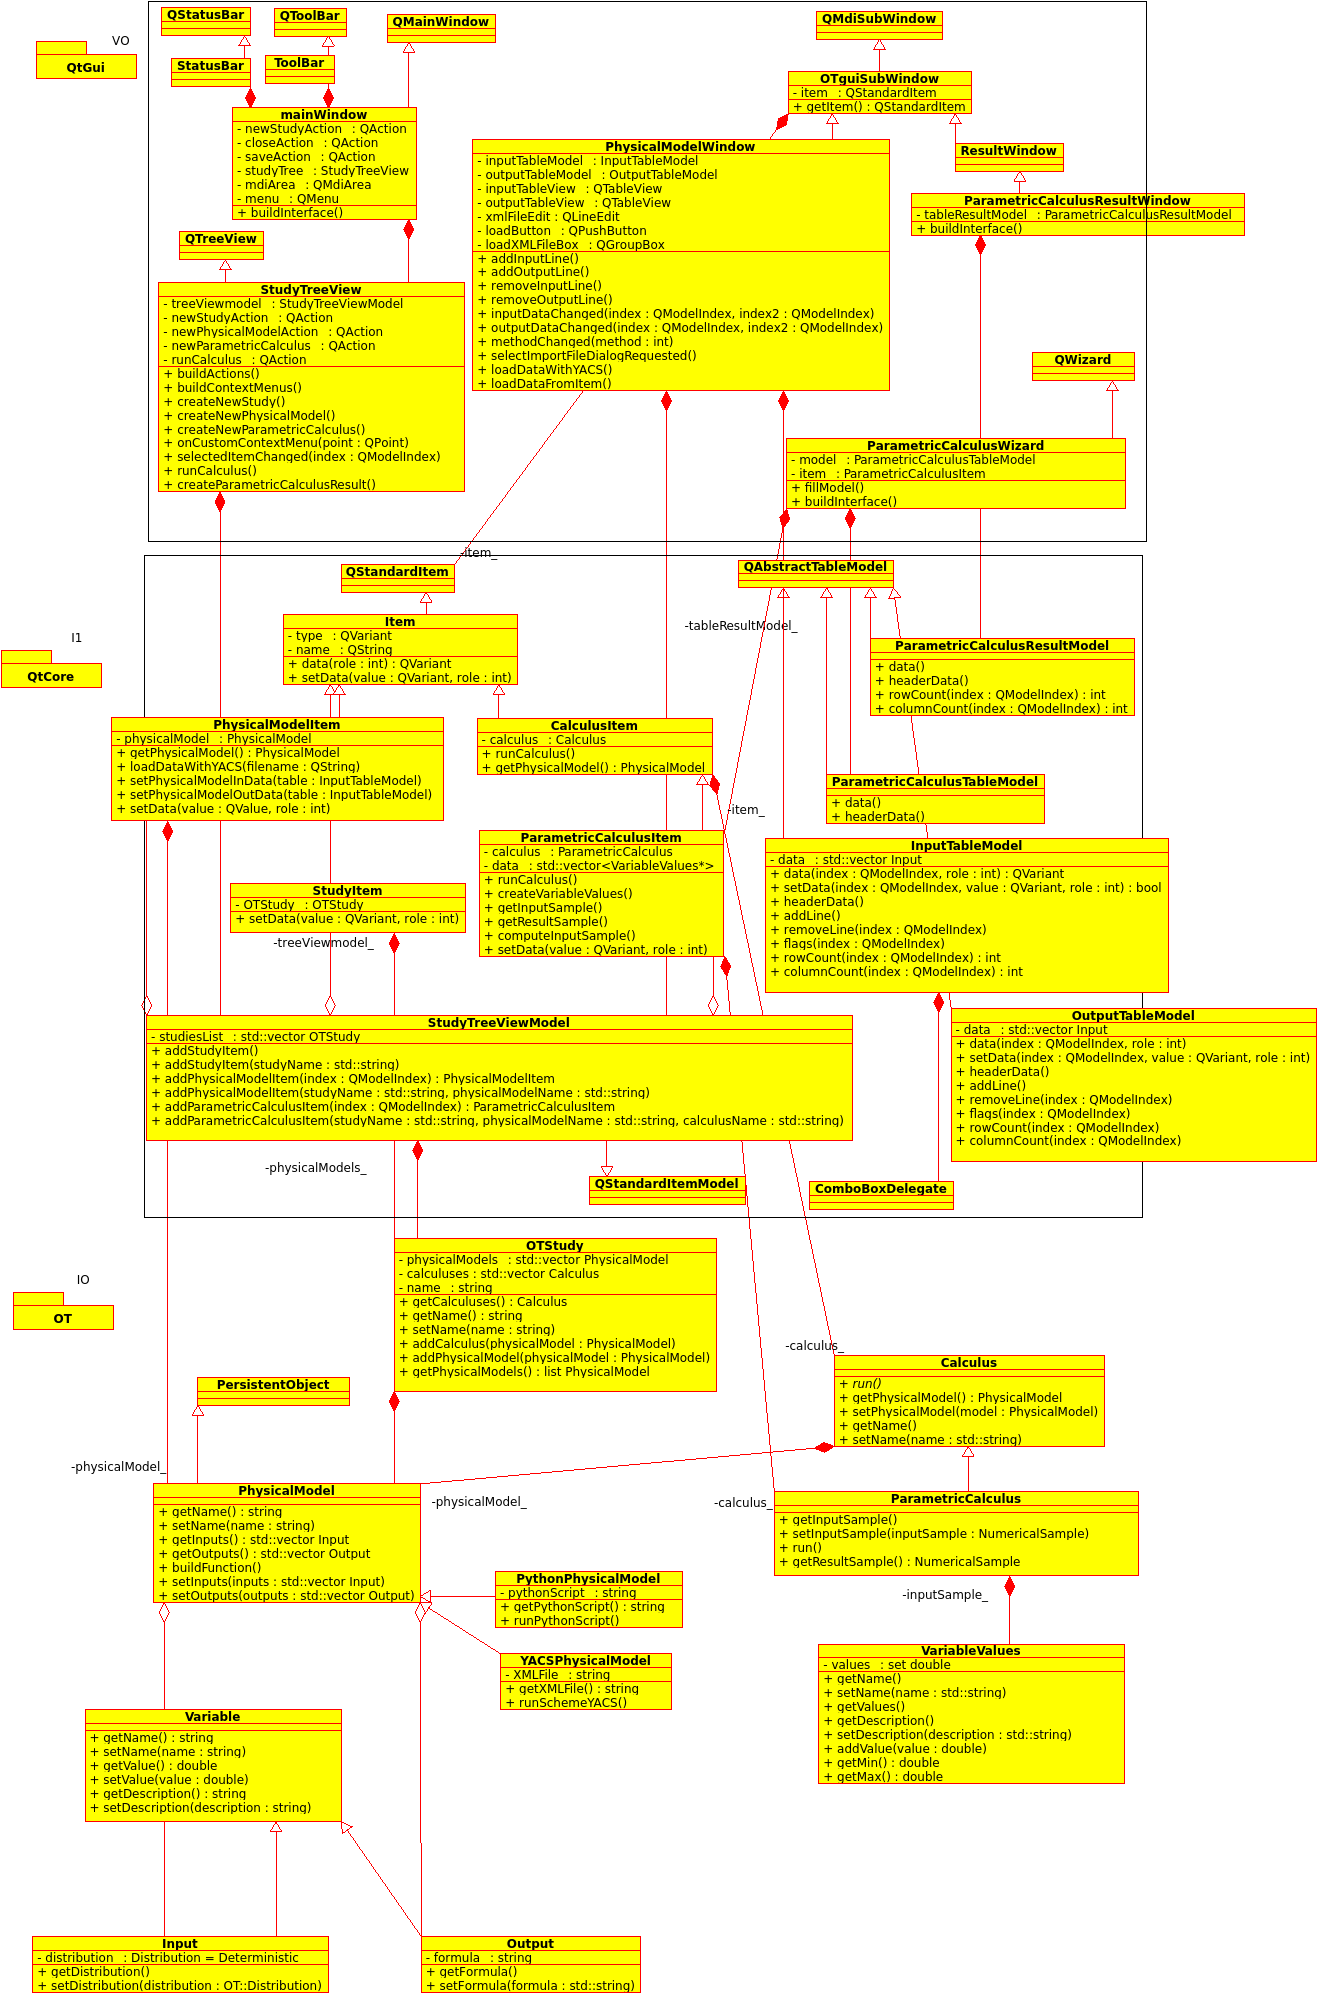 VO
QtGui
QStatusBar
QToolBar
QMainWindow
QMdiSubWindow
StatusBar
ToolBar
OTguiSubWindow
- item : QStandardItem
+ getItem() : QStandardItem
mainWindow
- newStudyAction : QAction
- closeAction : QAction
- saveAction : QAction
- studyTree : StudyTreeView
- mdiArea : QMdiArea
- menu : QMenu
+ buildInterface()
PhysicalModelWindow
- inputTableModel : InputTableModel
- outputTableModel : OutputTableModel
- inputTableView : QTableView
- outputTableView : QTableView
- xmlFileEdit : QLineEdit
- loadButton : QPushButton
- loadXMLFileBox : QGroupBox
+ addInputLine()
+ addOutputLine()
+ removeInputLine()
+ removeOutputLine()
+ inputDataChanged(index : QModelIndex, index2 : QModelIndex)
+ outputDataChanged(index : QModelIndex, index2 : QModelIndex)
+ methodChanged(method : int)
+ selectImportFileDialogRequested()
+ loadDataWithYACS()
+ loadDataFromItem()
ResultWindow
ParametricCalculusResultWindow
- tableResultModel : ParametricCalculusResultModel
+ buildInterface()
QTreeView
StudyTreeView
- treeViewmodel : StudyTreeViewModel
- newStudyAction : QAction
- newPhysicalModelAction : QAction
- newParametricCalculus : QAction
- runCalculus : QAction
+ buildActions()
+ buildContextMenus()
+ createNewStudy()
+ createNewPhysicalModel()
+ createNewParametricCalculus()
+ onCustomContextMenu(point : QPoint)
+ selectedItemChanged(index : QModelIndex)
+ runCalculus()
+ createParametricCalculusResult()
QWizard
ParametricCalculusWizard
- model : ParametricCalculusTableModel
- item : ParametricCalculusItem
+ fillModel()
+ buildInterface()
-item_
I1
QtCore
QStandardItem
QAbstractTableModel
Item
- type : QVariant
- name : QString
+ data(role : int) : QVariant
+ setData(value : QVariant, role : int)
-tableResultModel_
ParametricCalculusResultModel
+ data()
+ headerData()
+ rowCount(index : QModelIndex) : int
+ columnCount(index : QModelIndex) : int
PhysicalModelItem
- physicalModel : PhysicalModel
+ getPhysicalModel() : PhysicalModel
+ loadDataWithYACS(filename : QString)
+ setPhysicalModelInData(table : InputTableModel)
+ setPhysicalModelOutData(table : InputTableModel)
+ setData(value : QValue, role : int)
CalculusItem
- calculus : Calculus
+ runCalculus()
+ getPhysicalModel() : PhysicalModel
ParametricCalculusTableModel
+ data()
+ headerData()
-item_
ParametricCalculusItem
- calculus : ParametricCalculus
- data : std::vector<VariableValues*>
+ runCalculus()
+ createVariableValues()
+ getInputSample()
+ getResultSample()
+ computeInputSample()
+ setData(value : QVariant, role : int)
InputTableModel
- data : std::vector Input
+ data(index : QModelIndex, role : int) : QVariant
+ setData(index : QModelIndex, value : QVariant, role : int) : bool
+ headerData()
+ addLine()
+ removeLine(index : QModelIndex)
+ flags(index : QModelIndex)
+ rowCount(index : QModelIndex) : int
+ columnCount(index : QModelIndex) : int
StudyItem
- OTStudy : OTStudy
+ setData(value : QVariant, role : int)
-treeViewmodel_
StudyTreeViewModel
- studiesList : std::vector OTStudy
+ addStudyItem()
+ addStudyItem(studyName : std::string)
+ addPhysicalModelItem(index : QModelIndex) : PhysicalModelItem
+ addPhysicalModelItem(studyName : std::string, physicalModelName : std::string)
+ addParametricCalculusItem(index : QModelIndex) : ParametricCalculusItem
+ addParametricCalculusItem(studyName : std::string, physicalModelName : std::string, calculusName : std::string)
OutputTableModel
- data : std::vector Input
+ data(index : QModelIndex, role : int)
+ setData(index : QModelIndex, value : QVariant, role : int)
+ headerData()
+ addLine()
+ removeLine(index : QModelIndex)
+ flags(index : QModelIndex)
+ rowCount(index : QModelIndex)
+ columnCount(index : QModelIndex)
-physicalModels_
QStandardItemModel
ComboBoxDelegate
IO
OT
OTStudy
- physicalModels : std::vector PhysicalModel
- calculuses : std::vector Calculus
- name : string
+ getCalculuses() : Calculus
+ getName() : string
+ setName(name : string)
+ addCalculus(physicalModel : PhysicalModel)
+ addPhysicalModel(physicalModel : PhysicalModel)
+ getPhysicalModels() : list PhysicalModel
-calculus_
Calculus
+ run()
+ getPhysicalModel() : PhysicalModel
+ setPhysicalModel(model : PhysicalModel)
+ getName()
+ setName(name : std::string)
PersistentObject
-physicalModel_
PhysicalModel
+ getName() : string
+ setName(name : string)
+ getInputs() : std::vector Input
+ getOutputs() : std::vector Output
+ buildFunction()
+ setInputs(inputs : std::vector Input)
+ setOutputs(outputs : std::vector Output)
-physicalModel_
-calculus_
ParametricCalculus
+ getInputSample()
+ setInputSample(inputSample : NumericalSample)
+ run()
+ getResultSample() : NumericalSample
PythonPhysicalModel
- pythonScript : string
+ getPythonScript() : string
+ runPythonScript()
-inputSample_
YACSPhysicalModel
- XMLFile : string
+ getXMLFile() : string
+ runSchemeYACS()
VariableValues
- values : set double
+ getName()
+ setName(name : std::string)
+ getValues()
+ getDescription()
+ setDescription(description : std::string)
+ addValue(value : double)
+ getMin() : double
+ getMax() : double
Variable
+ getName() : string
+ setName(name : string)
+ getValue() : double
+ setValue(value : double)
+ getDescription() : string
+ setDescription(description : string)
Input
- distribution : Distribution = Deterministic
+ getDistribution()
+ setDistribution(distribution : OT::Distribution)
Output
- formula : string
+ getFormula()
+ setFormula(formula : std::string)